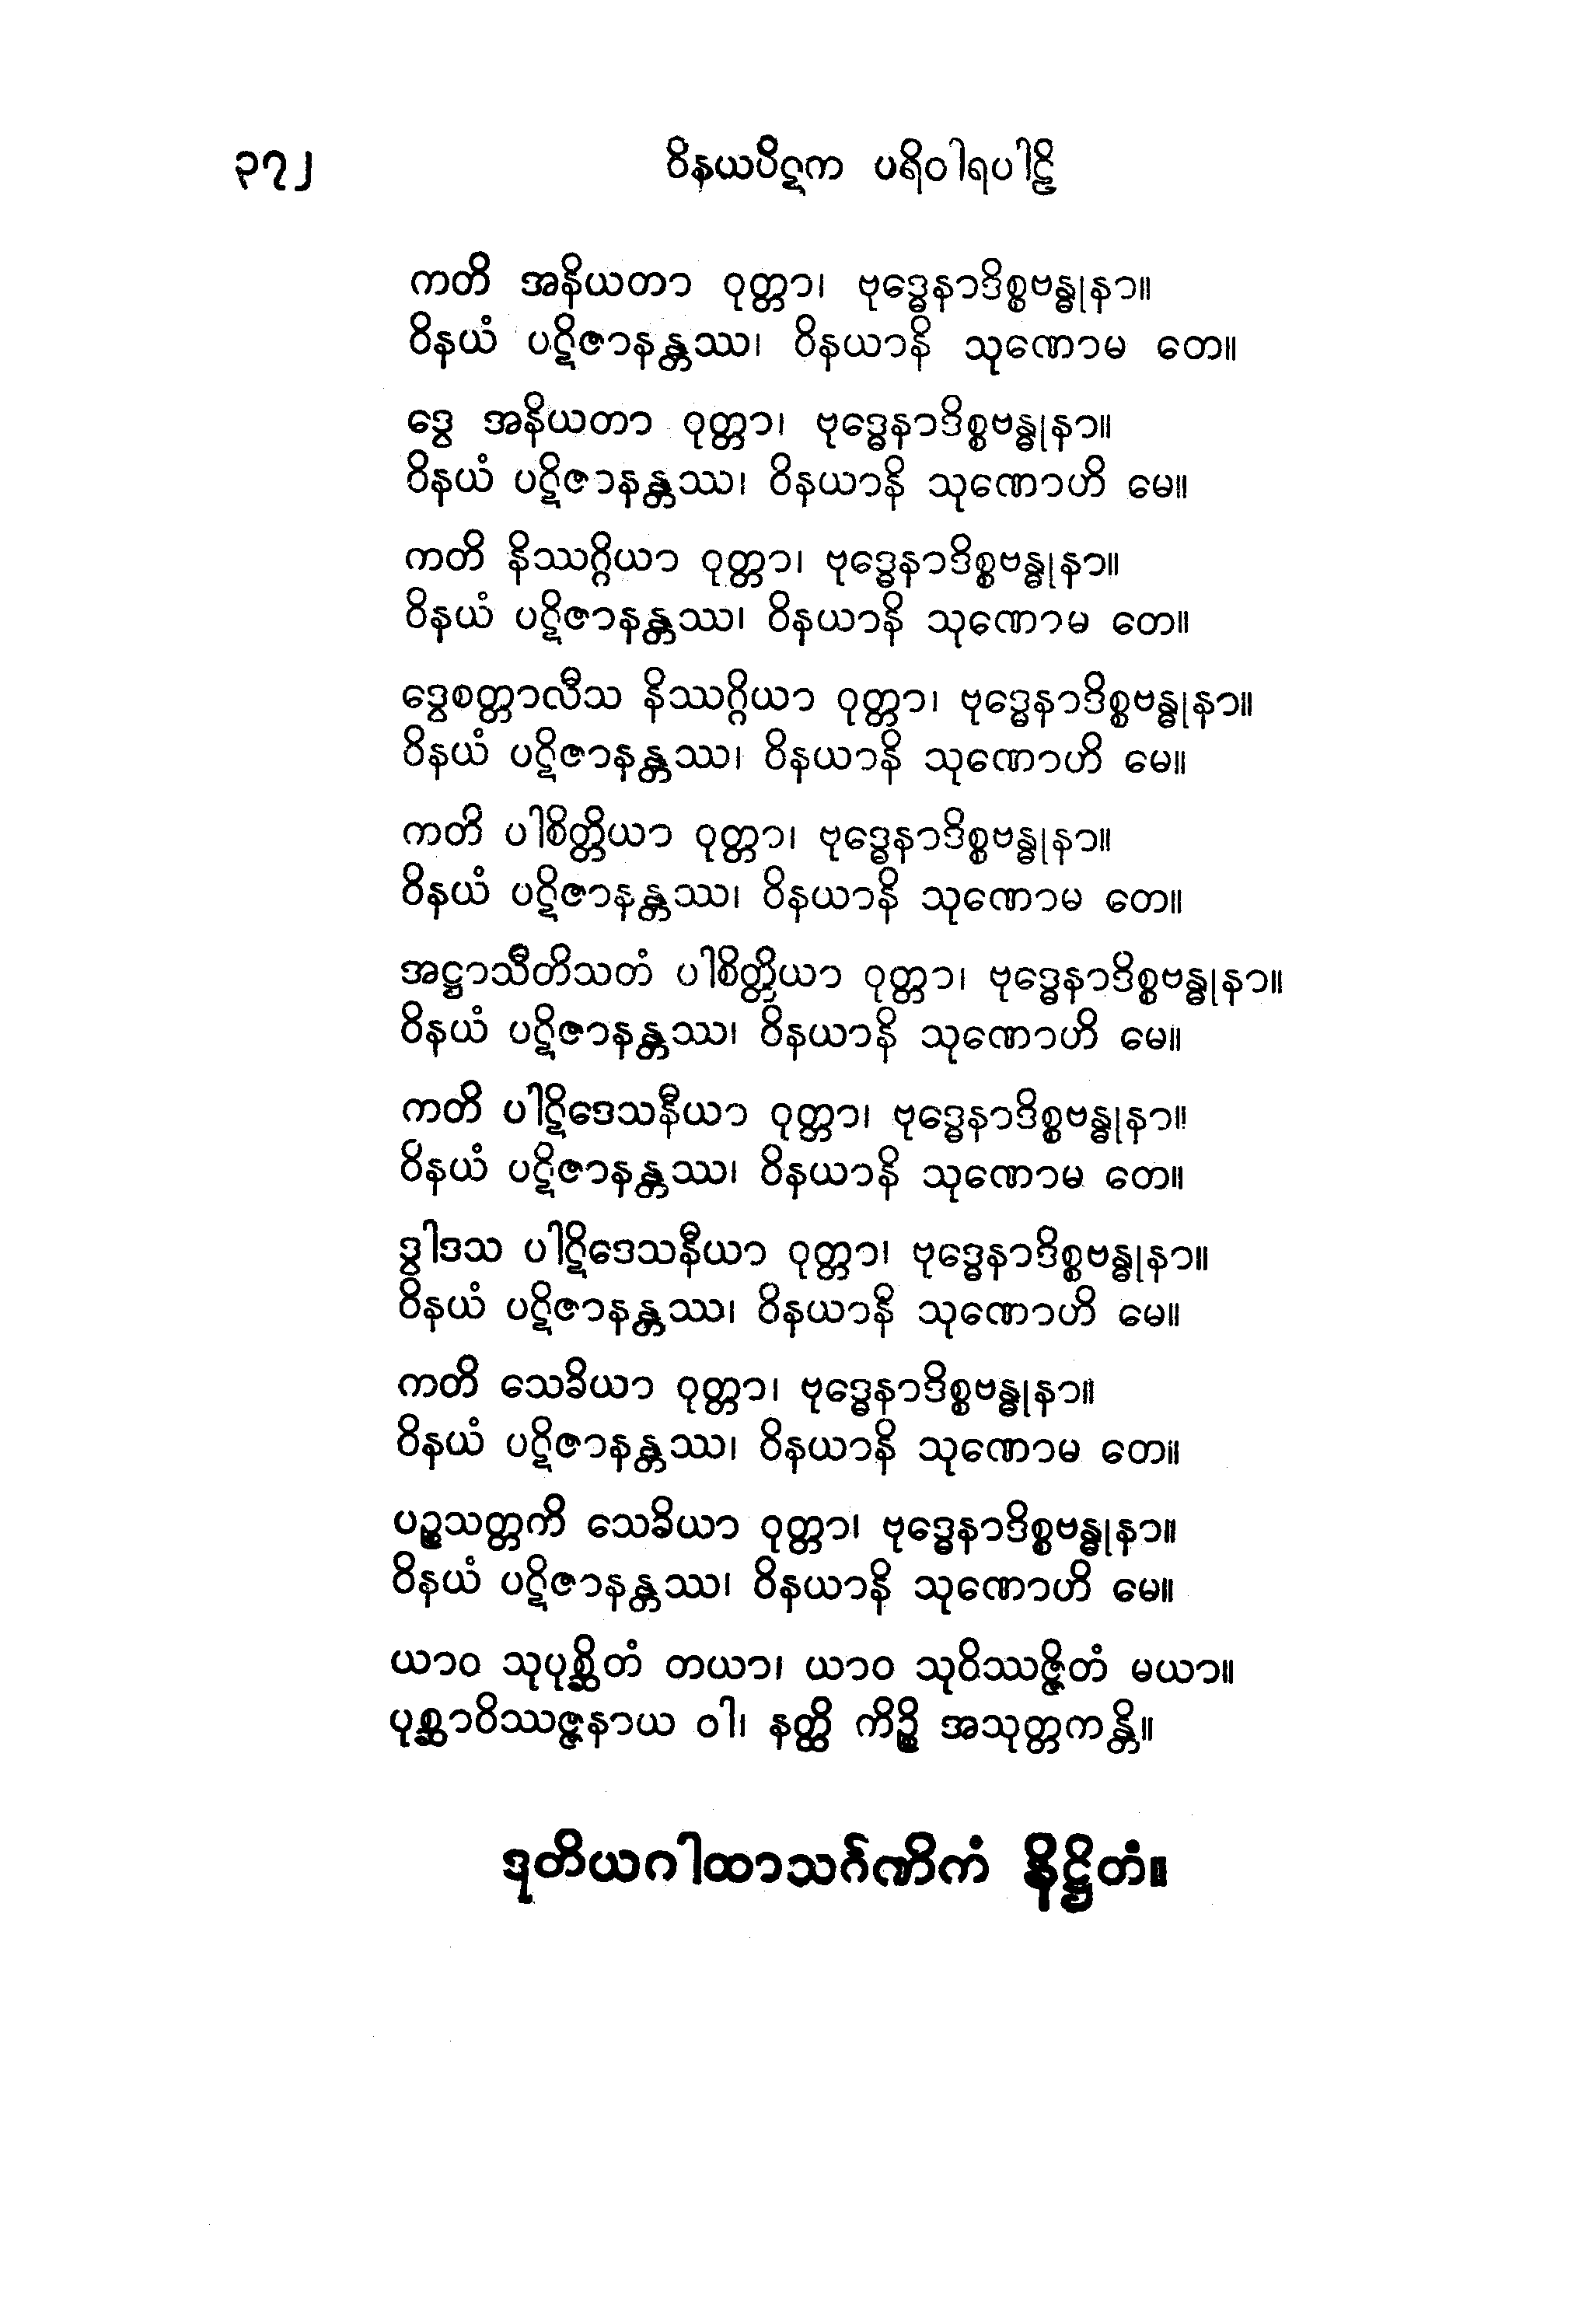 ၃၇၂ ဝိနယပိဋက ပရိဝါရပါဠိ
ကတိ အနိယတာ ဝုတ္တာ၊ ဗုဒ္ဓေနာဒိစ္စဗန္ဓုနာ။
ဝိနယံ ပဋိဇာနန္တဿ၊ ဝိနယာနိ သုဏောမ တေ။
ဒွေ အနိယတာ ဝုတ္တာ၊ ဗုဒ္ဓေနာဒိစ္စဗန္ဓုနာ။
ဝိနယံ ပဋိဇာနန္တဿ၊ ဝိနယာနိ သုဏောဟိ မေ။
ကတိ နိဿဂ္ဂိယာ ဝုတ္တာ၊ ဗုဒ္ဓေနာဒိစ္စဗန္ဓုနာ။
ဝိနယံ ပဋိဇာနန္တဿ၊ ဝိနယာနိ သုဏောမ တေ။
ဒွေစတ္တာလီသ နိဿဂ္ဂိယာ ဝုတ္တာ၊ ဗုဒ္ဓေနာဒိစ္စဗန္ဓုနာ။
ဝိနယံ ပဋိဇာနန္တဿ၊ ဝိနယာနိ သုဏောဟိ မေ။
ကတိ ပါစိတ္တိယာ ဝုတ္တာ၊ ဗုဒ္ဓေနာဒိစ္စဗန္ဓုနာ။
ဝိနယံ ပဋိဇာနန္တဿ၊ ဝိနယာနိ သုဏောမ တေ။
အဋ္ဌာသီတိသတံ ပါစိတ္တိယာ ဝုတ္တာ၊ ဗုဒ္ဓေနာဒိစ္စဗန္ဓုနာ။
ဝိနယံ ပဋိဇာနန္တဿ၊ ဝိနယာနိ သုဏောဟိ မေ။
ကတိ ပါဋိဒေသနီယာ ဝုတ္တာ၊ ဗုဒ္ဓေနာဒိစ္စဗန္ဓုနာ။
ဝိနယံ ပဋိဇာနန္တဿ၊ ဝိနယာနိ သုဏောမ တေ။
ဒွါဒသ ပါဋိဒေသနီယာ ဝုတ္တာ၊ ဗုဒ္ဓေနာဒိစ္စဗန္ဓုနာ။
ဝိနယံ ပဋိဇာနန္တဿ၊ ဝိနယာနိ သုဏောဟိ မေ။
ကတိ သေခိယာ ဝုတ္တာ၊ ဗုဒ္ဓေနာဒိစ္စဗန္ဓုနာ။
ဝိနယံ ပဋိဇာနန္တဿ၊ ဝိနယာနိ သုဏောမ တေ။
ပဉ္စသတ္တကိ သေခိယာ ဝုတ္တာ၊ ဗုဒ္ဓေနာဒိစ္စဗန္ဓုနာ။
ဝိနယံ ပဋိဇာနန္တဿ၊ ဝိနယာနိ သုဏောဟိ မေ။
ယာဝ သုပုစ္ဆိတံ တယာ၊ ယာဝ သုဝိဿဇ္ဇိတံ မယာ။
ပုစ္ဆာဝိဿဇ္ဇနာယ ဝါ၊ နတ္ထိ ကိဉ္စိ အသုတ္တကန္တိ။
ဒုတိယဂါထာသင်္ဂဏိကံ နိဋ္ဌိတံ။